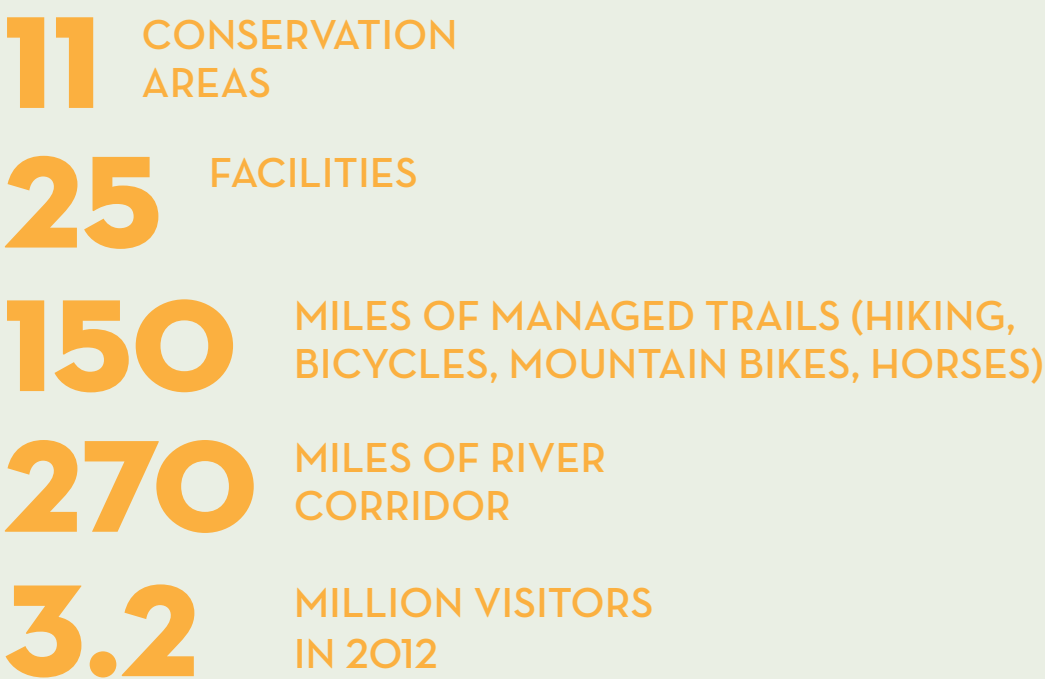 11 CONSERVATION
AREAS
25 FACILITIES
150 MILES OF MANAGED TRAILS (HIKING,
BICYCLES, MOUNTAIN BIKES, HORSES)
270 MILES OF RIVER
CORRIDOR
3.2 MILLION VISITORS
IN 2012